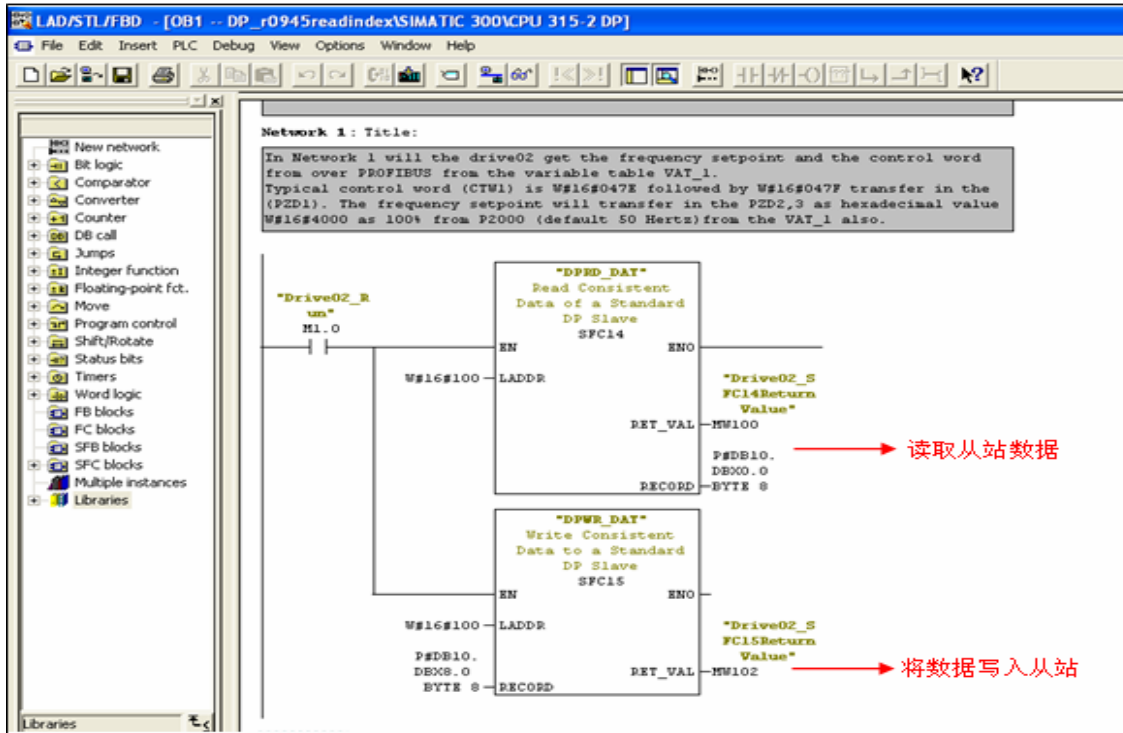 LAD/STL/FBD - [OB1 -- DP_r0945readindex\SIMATIC 300\CPU 315-2 DP]
File Edit Insert PLC Debug View Options Window Help
New network
Bit logic
Comparator
Converter
Counter
DB call
Jumps
Integer function
Floating-point fct.
Move
Program control
Shift/Rotate
Status bits
Timers
Word logic
FB blocks
FC blocks
SFB blocks
SFC blocks
Multiple instances
Libraries
Libraries
Network 1: Title:
In Network 1 will the drive02 get the frequency setpoint and the control word
from over PROFIBUS from the variable table VAT_1.
Typical control word (CTW1) is W#16#047E followed by W#16#047F transfer in the
(PZD1). The frequency setpoint will transfer in the PZD2,3 as hexadecimal value
W#16#4000 as 100% from P2000 (default 50 Hertz)from the VAT_1 also.
"Drive02_R
un"
M1.0
"DPRD_DAT"
Read Consistent
Data of a Standard
DP Slave
SFC14
EN ENO
W#16#100 LADDR
"Drive02_S
FC14Return
Value"
RET_VAL MW100
P#DB10.
DBX0.0
RECORD BYTE 8
读取从站数据
"DPWR_DAT"
Write Consistent
Data to a Standard
DP Slave
SFC15
EN ENO
W#16#100 LADDR
"Drive02_S
FC15Return
Value"
P#DB10.
DBX8.0
BYTE 8 RECORD
RET_VAL MW102
将数据写入从站